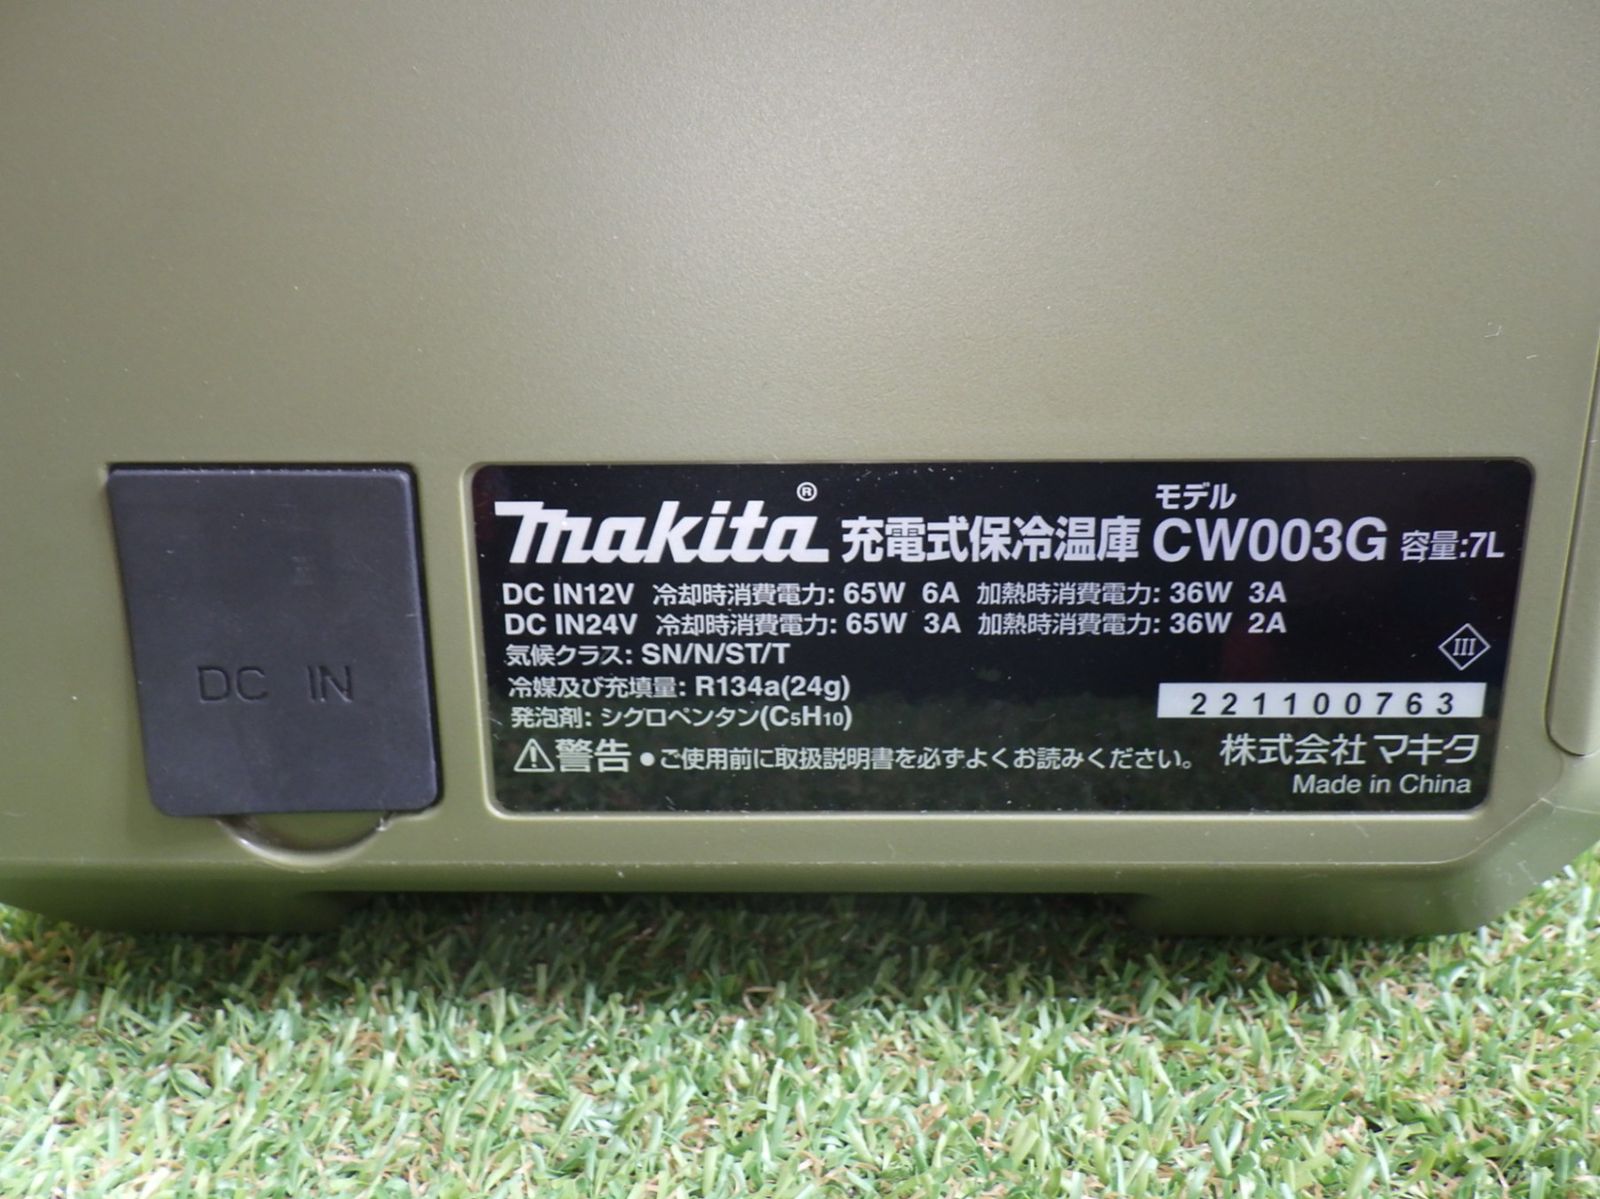 DC IN
makita® 充電式保冷温庫 モデル CW003G 容量:7L
DC IN12V 冷却時消費電力: 65W 6A 加熱時消費電力: 36W 3A
DC IN24V 冷却時消費電力: 65W 3A 加熱時消費電力: 36W 2A
気候クラス: SN/N/ST/T
III
冷媒及び充填量: R134a(24g)
221100763
発泡剤: シクロペンタン(C5H10)
警告 ●ご使用前に取扱説明書を必ずよくお読みください。
株式会社 マキタ
Made in China